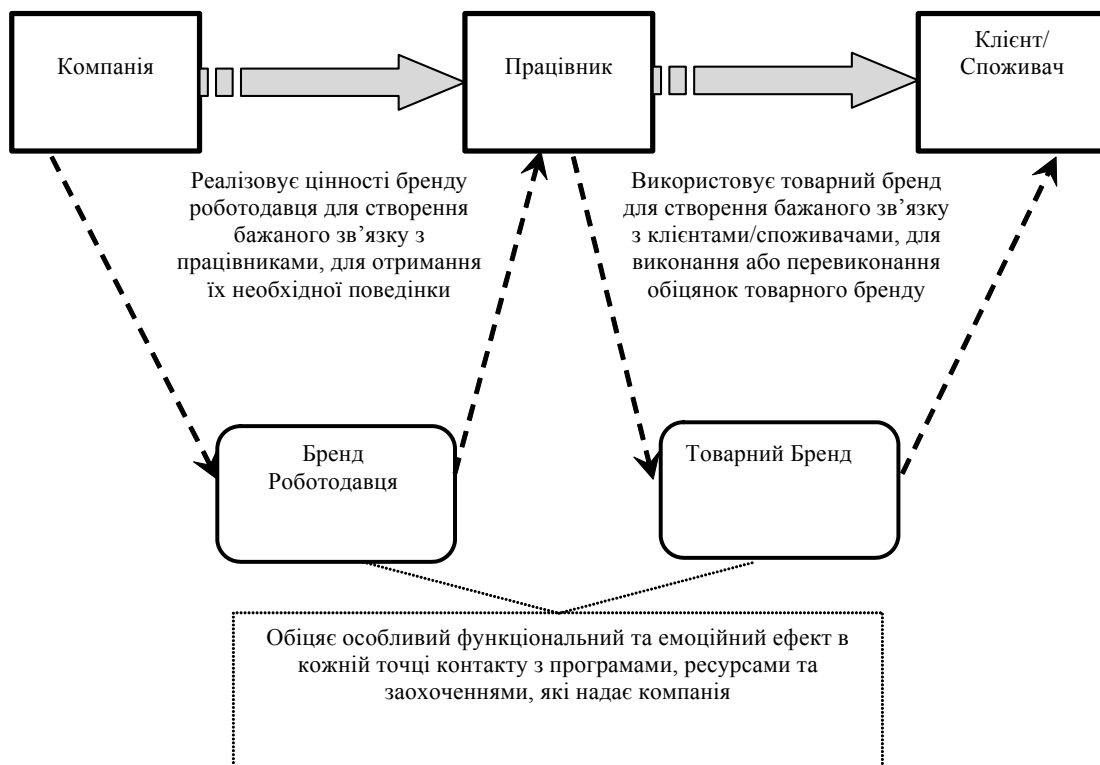 Компанія
Працівник
Клієнт/
Споживач
Реалізовує цінності бренду
роботодавця для створення
бажаного зв’язку з
працівниками, для отримання
їх необхідної поведінки
Використовує товарний бренд
для створення бажаного зв’язку
з клієнтами/споживачами, для
виконання або перевиконання
обіцянок товарного бренду
Бренд
Роботодавця
Товарний Бренд
Обіцяє особливий функціональний та емоційний ефект в
кожній точці контакту з програмами, ресурсами та
заохоченнями, які надає компанія